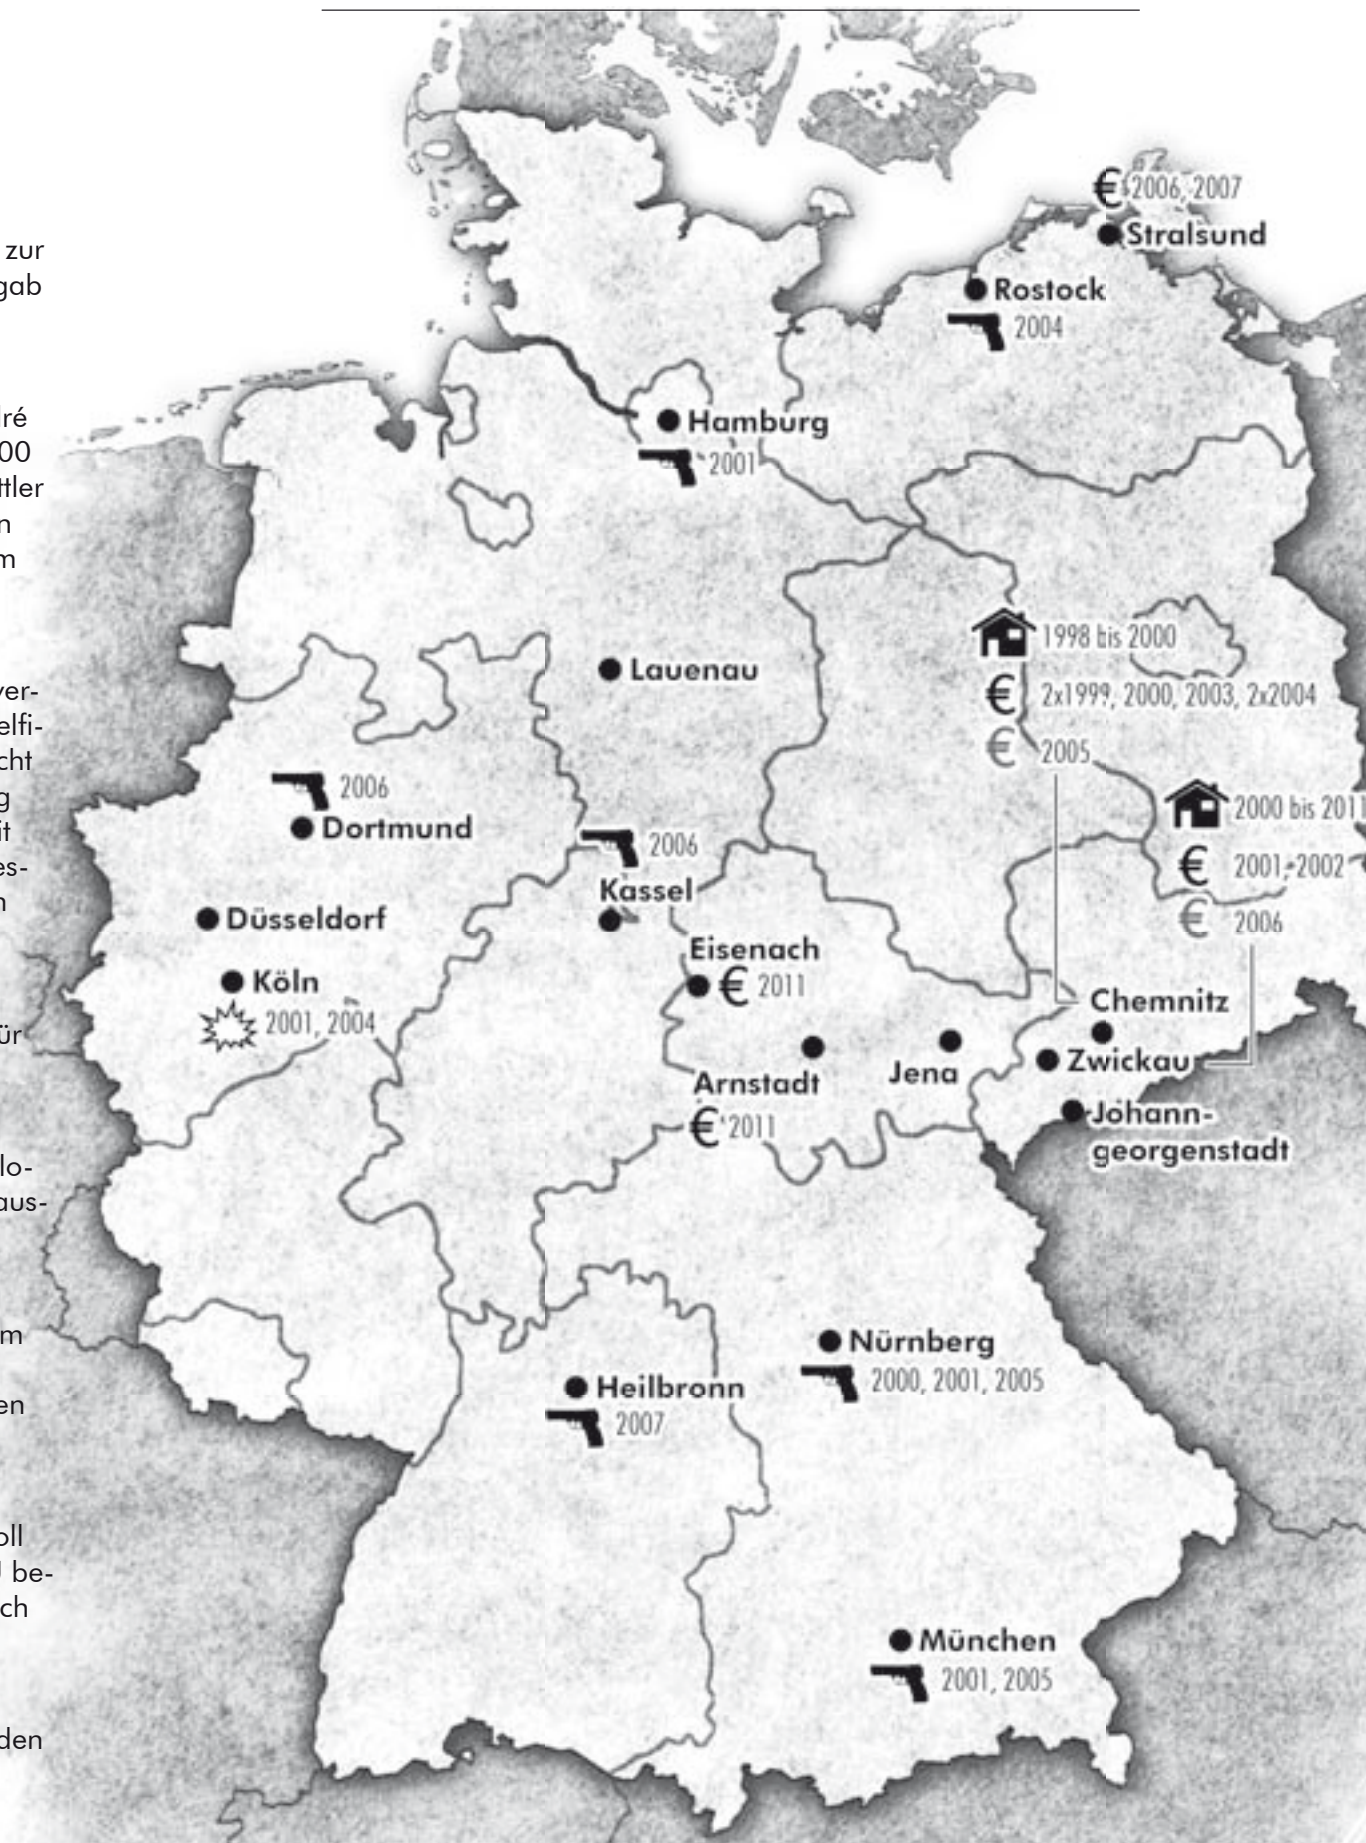 zur
gab
ré
00
ttler
n
m
ver-
elfi-
cht
g
it
es-
n
ür
lo-
aus-
m
en
oll
be-
ch
den
€ 2006, 2007
Stralsund
Rostock
2004
Hamburg
2001
1998 bis 2000
Lauenau
€ 2x1999, 2000, 2003, 2x2004
€ 2005
2006
Dortmund
2000 bis 2011
2006
Kassel
€ 2001, 2002
Düsseldorf
€ 2006
Eisenach
€ 2011
Köln
2001, 2004
Chemnitz
Zwickau
Arnstadt
€ 2011
Jena
Johann-
georgenstadt
Nürnberg
2000, 2001, 2005
Heilbronn
2007
München
2001, 2005